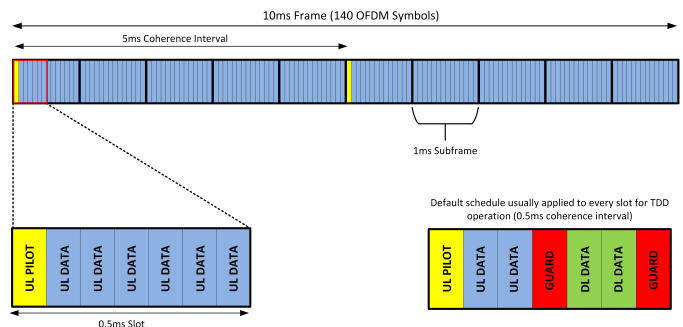 10ms Frame (140 OFDM Symbols)
5ms Coherence Interval
1ms Subframe
Default schedule usually applied to every slot for TDD
operation (0.5ms coherence interval)
UL PILOT
UL DATA
UL DATA
UL DATA
UL DATA
UL DATA
UL DATA
0.5ms Slot
UL PILOT
UL DATA
UL DATA
GUARD
DL DATA
DL DATA
GUARD